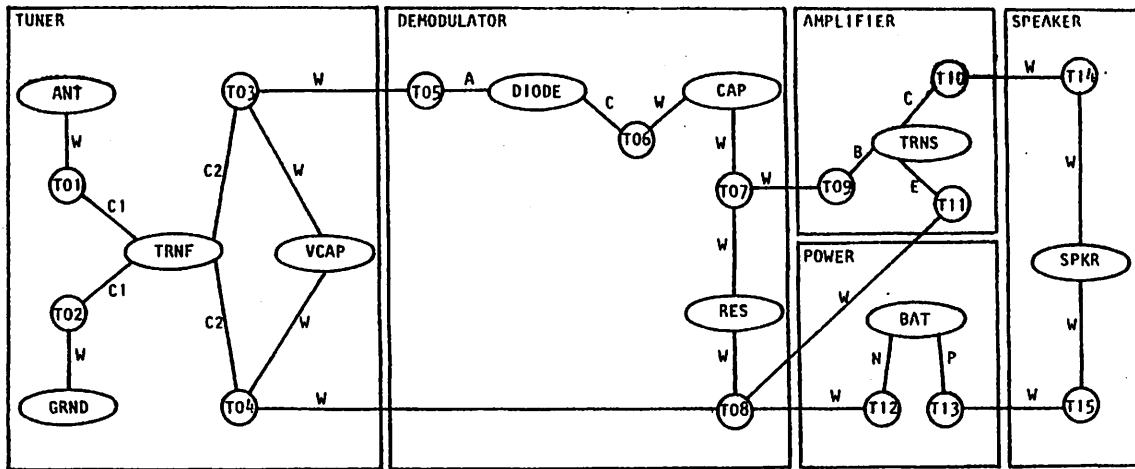 TUNER
DEMODULATOR
AMPLIFIER
SPEAKER
ANT
T03
W
T05
A
DIODE
C
W
CAP
T10
W
T14
W
T06
W
C
TRNS
B
T01
C2
W
T07
W
T09
E
T11
W
C1
TRNF
VCAP
W
POWER
SPKR
C1
T02
C2
W
RES
W
BAT
W
W
W
N
P
GRND
T04
W
T08
W
T12
T13
W
T15